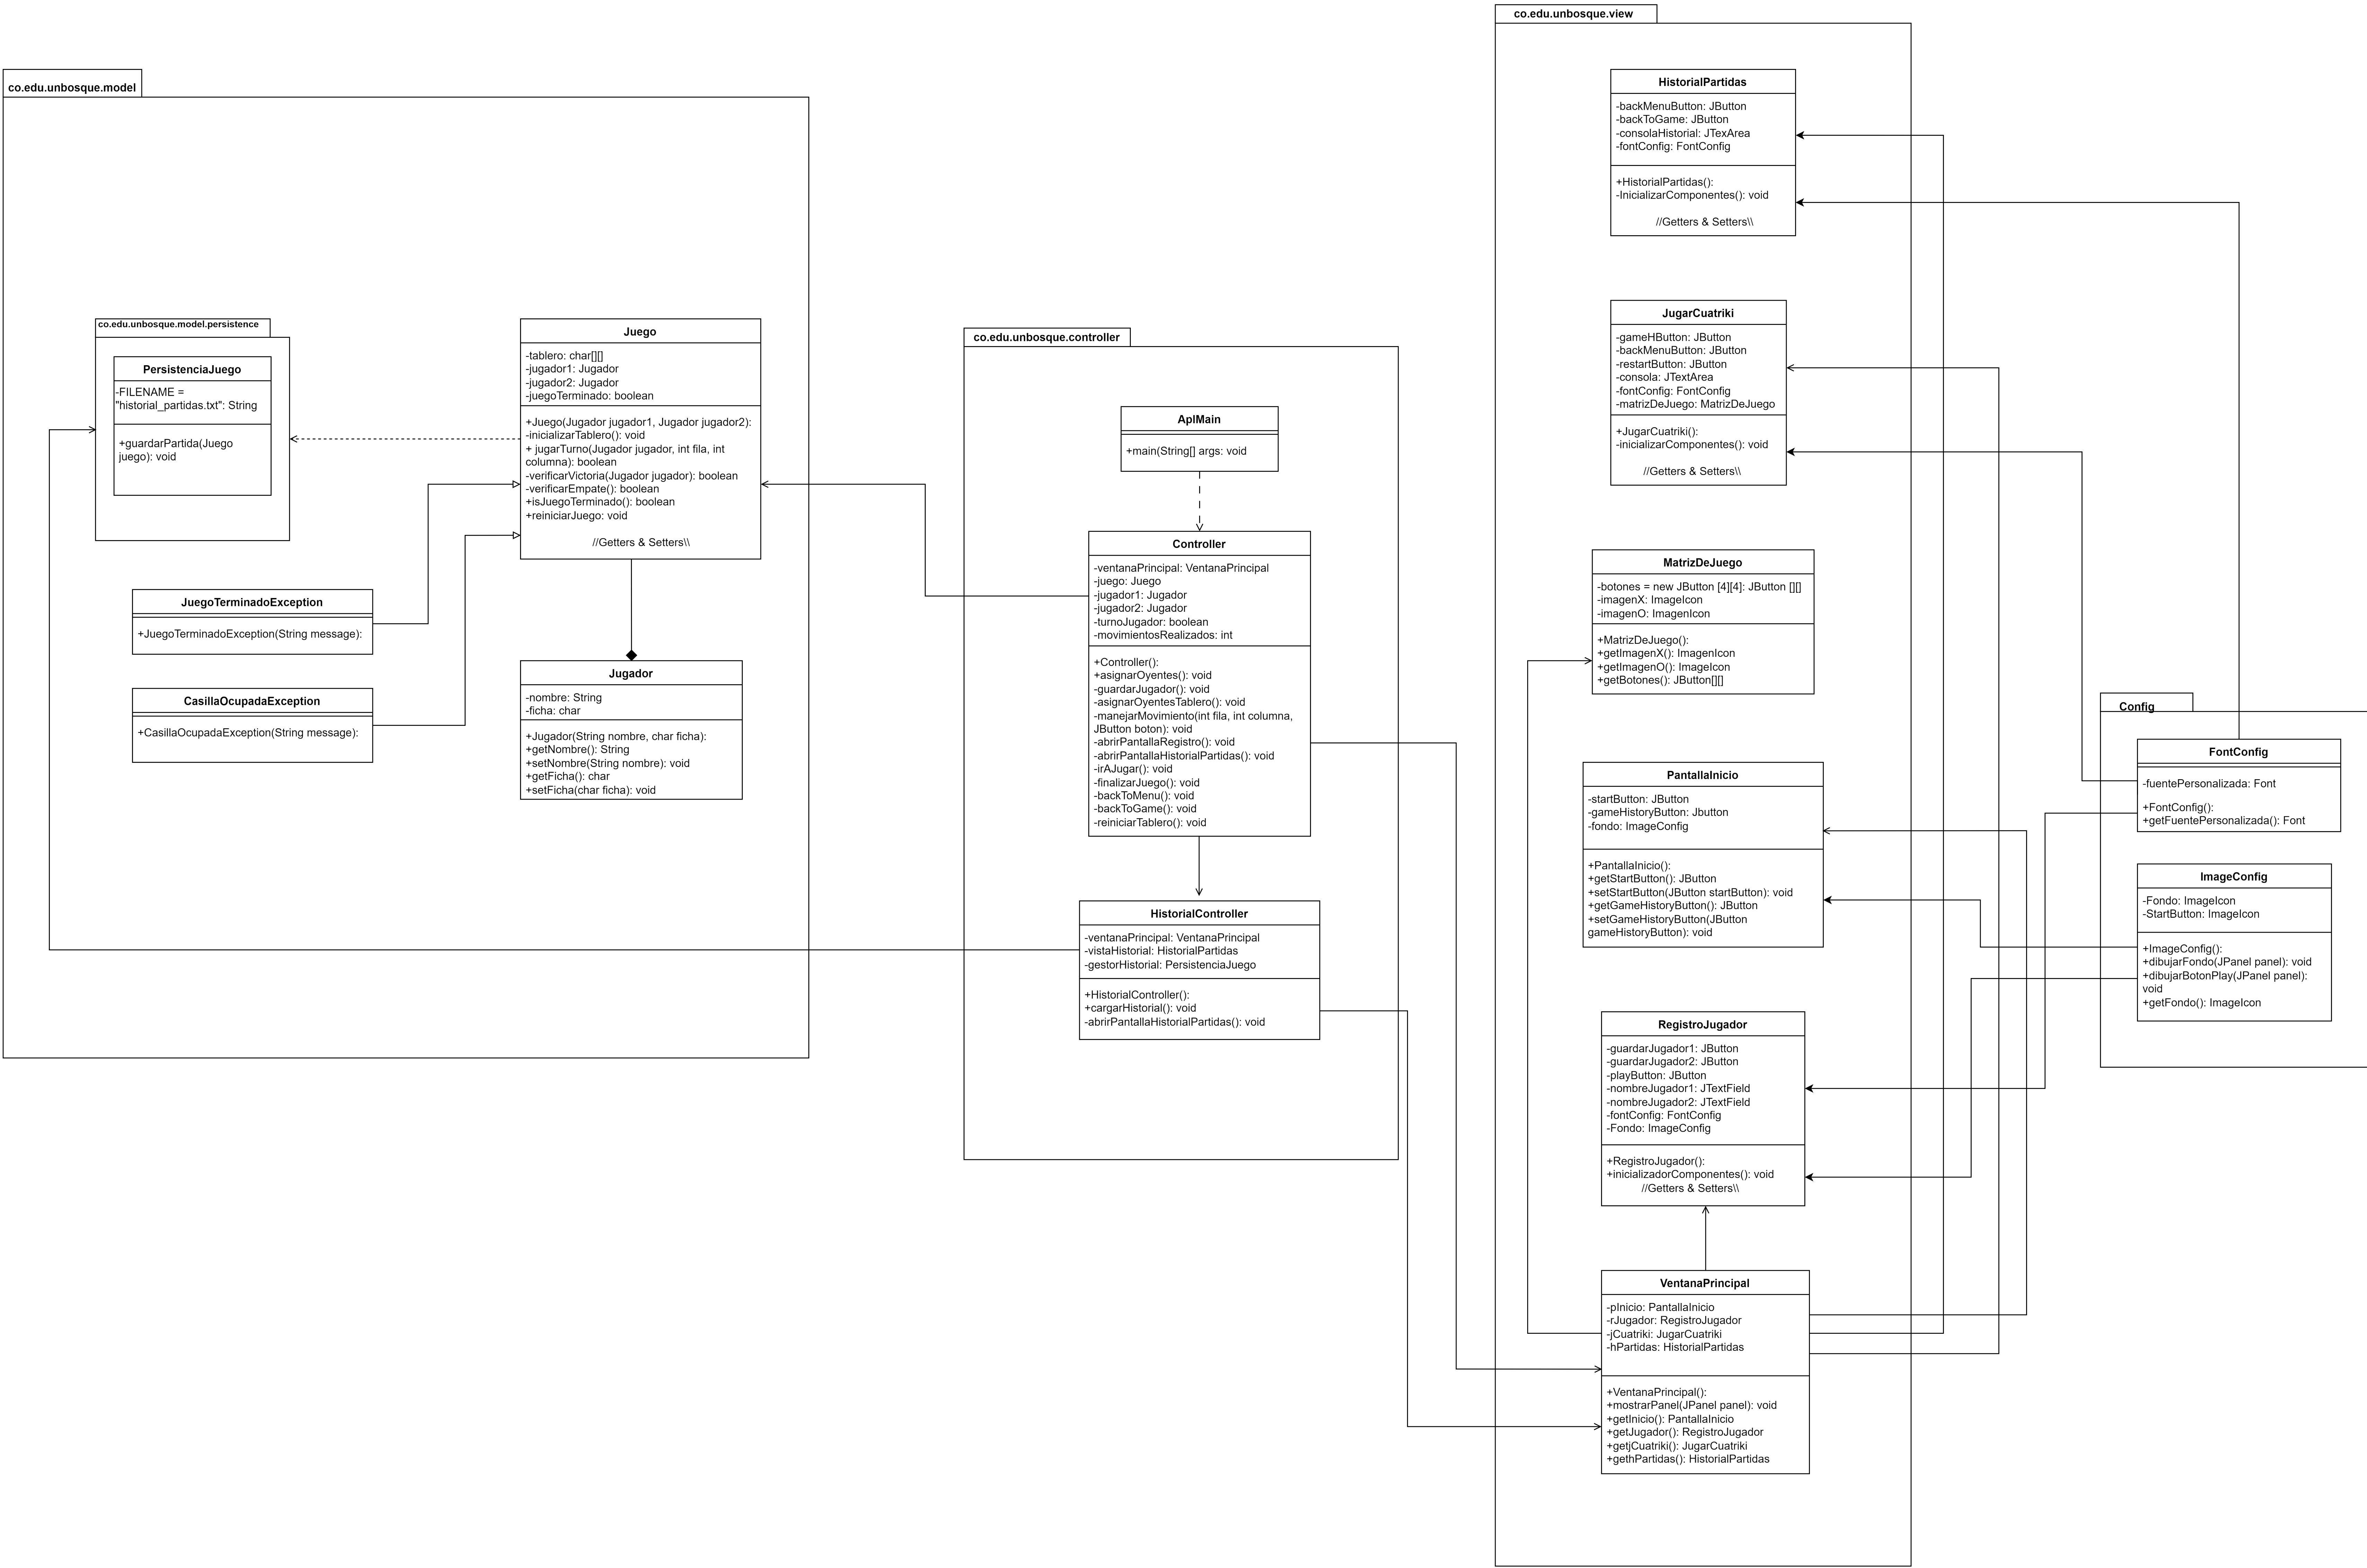 co.edu.unbosque.model
co.edu.unbosque.model.persistence
PersistenciaJuego
-FILENAME =
"historial_partidas.txt": String
+guardarPartida(Juego
juego): void
Juego
-tablero: char[][]
-jugador1: Jugador
-jugador2: Jugador
-juegoTerminado: boolean
+Juego(Jugador jugador1, Jugador jugador2):
-inicializarTablero(): void
+ jugarTurno(Jugador jugador, int fila, int
columna): boolean
-verificarVictoria(Jugador jugador): boolean
-verificarEmpate(): boolean
+isJuegoTerminado(): boolean
+reiniciarJuego: void
//Getters & Setters\\
JuegoTerminadoException
+JuegoTerminadoException(String message):
CasillaOcupadaException
+CasillaOcupadaException(String message):
Jugador
-nombre: String
-ficha: char
+Jugador(String nombre, char ficha):
+getNombre(): String
+setNombre(String nombre): void
+getFicha(): char
+setFicha(char ficha): void
co.edu.unbosque.controller
AplMain
+main(String[] args: void
Controller
-ventanaPrincipal: VentanaPrincipal
-juego: Juego
-jugador1: Jugador
-jugador2: Jugador
-turnoJugador: boolean
-movimientosRealizados: int
+Controller():
+asignarOyentes(): void
-guardarJugador(): void
-asignarOyentesTablero(): void
-manejarMovimiento(int fila, int columna,
JButton boton): void
-abrirPantallaRegistro(): void
-abrirPantallaHistorialPartidas(): void
-irAJugar(): void
-finalizarJuego(): void
-backToMenu(): void
-backToGame(): void
-reiniciarTablero(): void
HistorialController
-ventanaPrincipal: VentanaPrincipal
-vistaHistorial: HistorialPartidas
-gestorHistorial: PersistenciaJuego
+HistorialController():
+cargarHistorial(): void
-abrirPantallaHistorialPartidas(): void
co.edu.unbosque.view
HistorialPartidas
-backMenuButton: JButton
-backToGame: JButton
-consolaHistorial: JTexArea
-fontConfig: FontConfig
+HistorialPartidas():
-InicializarComponentes(): void
//Getters & Setters\\
JugarCuatriki
-gameHButton: JButton
-backMenuButton: JButton
-restartButton: JButton
-consola: JTextArea
-fontConfig: FontConfig
-matrizDeJuego: MatrizDeJuego
+JugarCuatriki():
-inicializarComponentes(): void
//Getters & Setters\\
MatrizDeJuego
-botones = new JButton [4][4]: JButton [][]
-imagenX: ImageIcon
-imagenO: ImagenIcon
+MatrizDeJuego():
+getImagenX(): ImagenIcon
+getImagenO(): ImageIcon
+getBotones(): JButton[][]
PantallaInicio
-startButton: JButton
-gameHistoryButton: Jbutton
-fondo: ImageConfig
+PantallaInicio():
+getStartButton(): JButton
+setStartButton(JButton startButton): void
+getGameHistoryButton(): JButton
+setGameHistoryButton(JButton
gameHistoryButton): void
RegistroJugador
-guardarJugador1: JButton
-guardarJugador2: JButton
-playButton: JButton
-nombreJugador1: JTextField
-nombreJugador2: JTextField
-fontConfig: FontConfig
-Fondo: ImageConfig
+RegistroJugador():
+inicializadorComponentes(): void
//Getters & Setters\\
VentanaPrincipal
-pInicio: PantallaInicio
-rJugador: RegistroJugador
-jCuatriki: JugarCuatriki
-hPartidas: HistorialPartidas
+VentanaPrincipal():
+mostrarPanel(JPanel panel): void
+getInicio(): PantallaInicio
+getJugador(): RegistroJugador
+getjCuatriki(): JugarCuatriki
+gethPartidas(): HistorialPartidas
Config
FontConfig
-fuentePersonalizada: Font
+FontConfig():
+getFuentePersonalizada(): Font
ImageConfig
-Fondo: ImageIcon
-StartButton: ImageIcon
+ImageConfig():
+dibujarFondo(JPanel panel): void
+dibujarBotonPlay(JPanel panel):
void
+getFondo(): ImageIcon